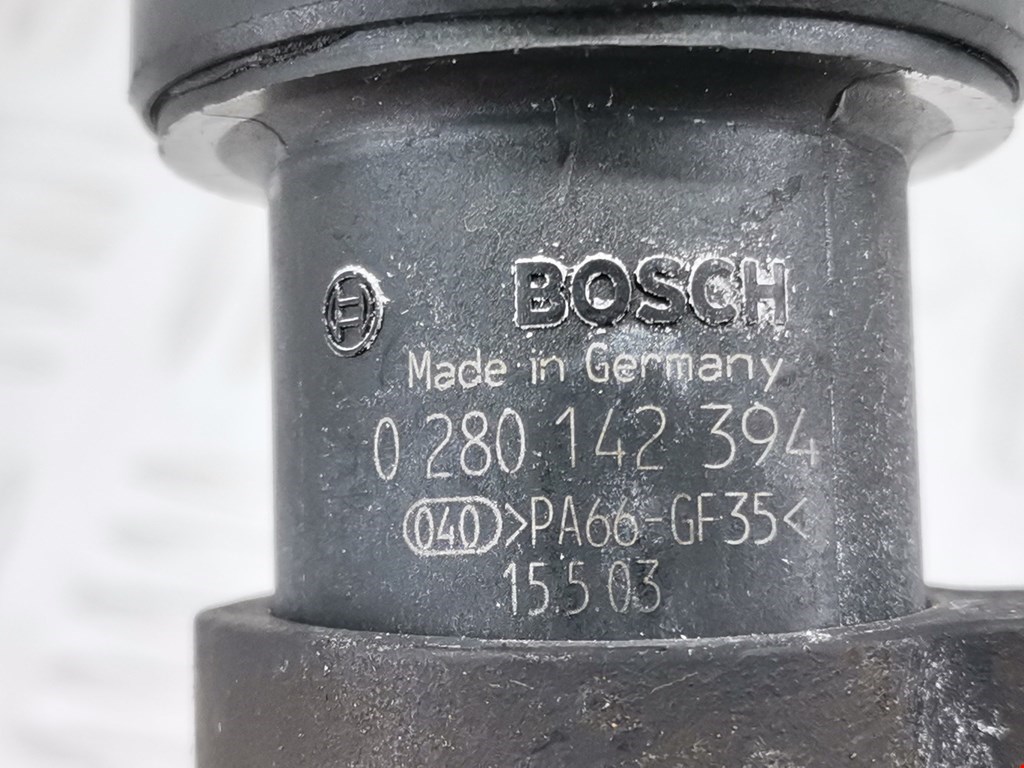 BOSCH
Made in Germany
0 280 142 394
040 >PA66-GF35<
15.5.03